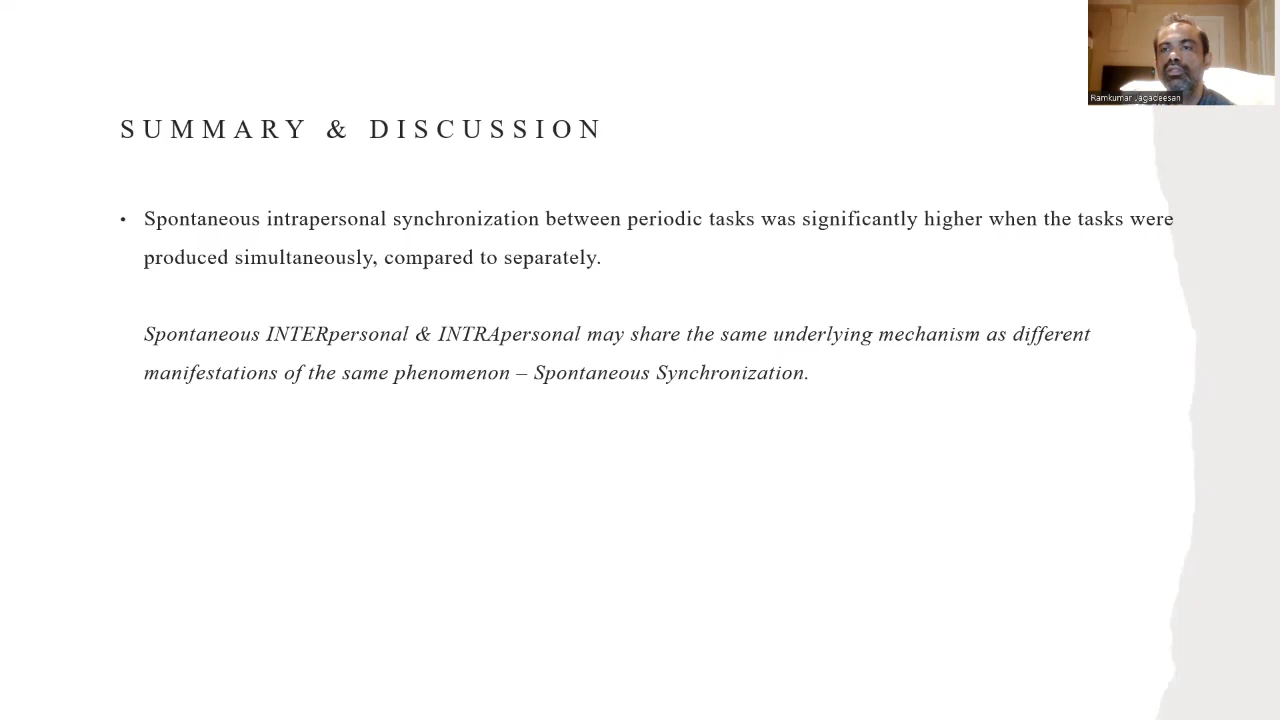 Ramkumar Jagadeesan
SUMMARY & DISCUSSION
• Spontaneous intrapersonal synchronization between periodic tasks was significantly higher when the tasks were
produced simultaneously, compared to separately.
Spontaneous INTERpersonal & INTRApersonal may share the same underlying mechanism as different
manifestations of the same phenomenon – Spontaneous Synchronization.